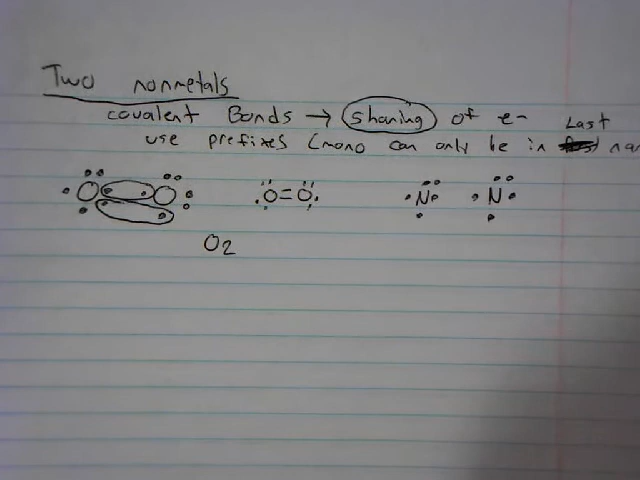 Two nonmetals
covalent Bonds → sharing of e-
Last
use prefixes (mono can only be in
O O O=O N N
O2